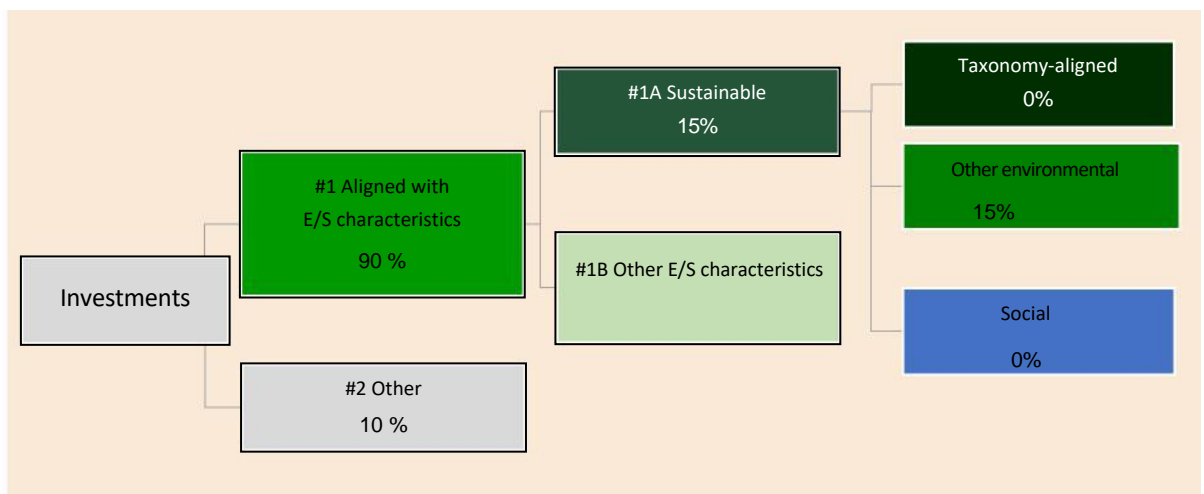 Investments
#1 Aligned with
E/S characteristics
90 %
#2 Other
10 %
#1A Sustainable
15%
#1B Other E/S characteristics
Taxonomy-aligned
0%
Other environmental
15%
Social
0%